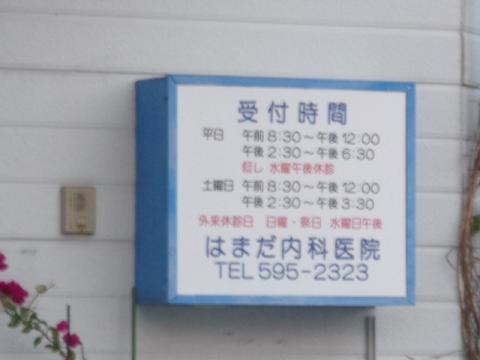 受付時間
平日 午前 8:30〜午後 12:00
午後 2:30〜午後 6:30
但し 水曜午後休診
土曜日 午前 8:30〜午後 12:00
午後 2:30〜午後 3:30
外来休診日 日曜・祭日 水曜日午後
はまだ内科医院
TEL 595-2323